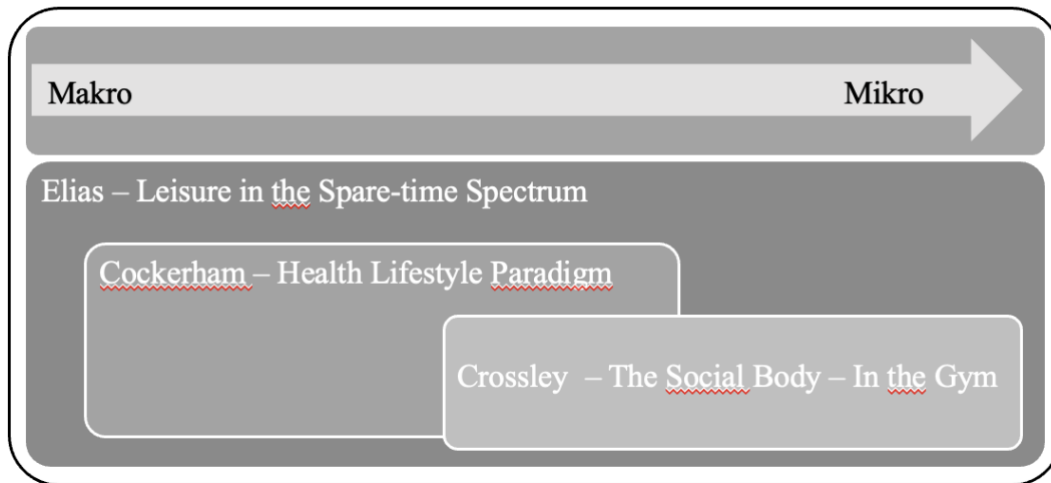 Makro Mikro
Elias – Leisure in the Spare-time Spectrum
Cockerham – Health Lifestyle Paradigm
Crossley – The Social Body – In the Gym